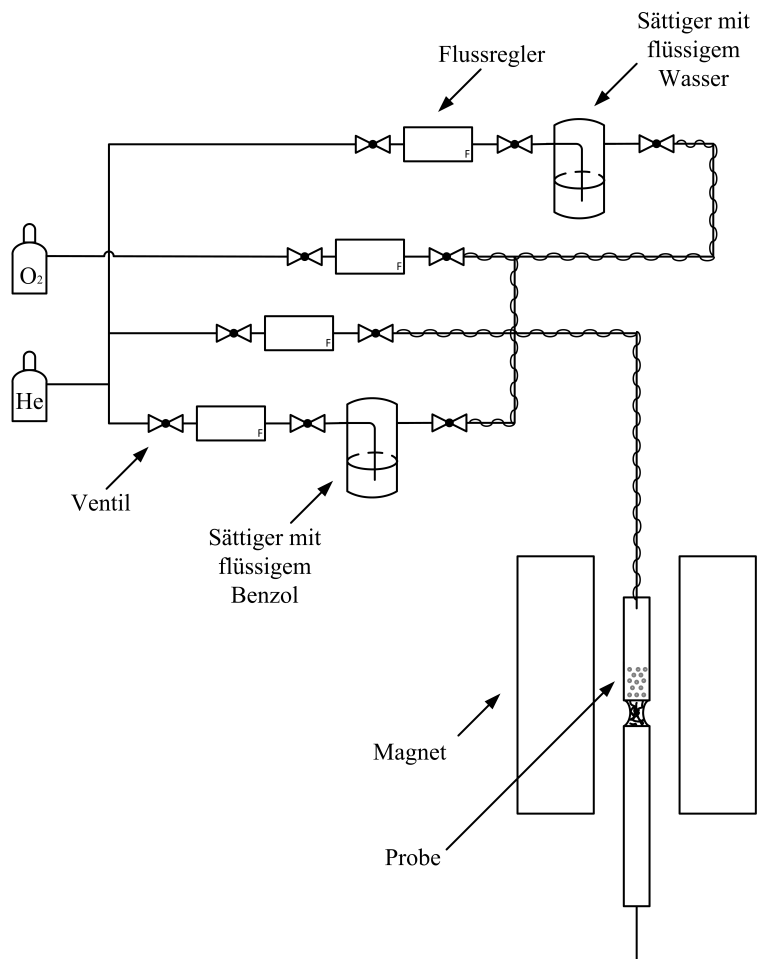 Sättiger mit
flüssigem
Wasser
Flussregler
F
O₂
F
F
He
F
Ventil
Sättiger mit
flüssigem
Benzol
Magnet
Probe